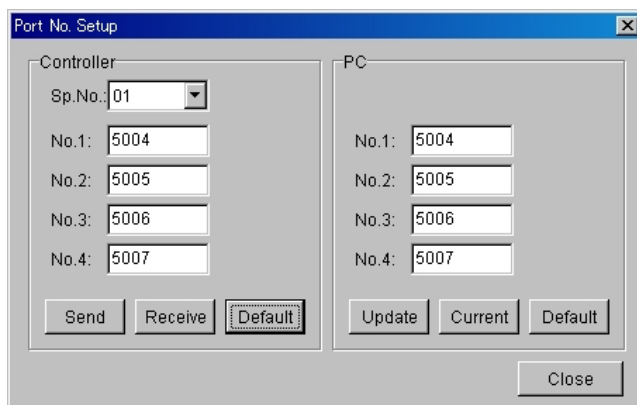 Port No. Setup
Controller
Sp.No.: 01
No.1: 5004
No.2: 5005
No.3: 5006
No.4: 5007
Send Receive Default
PC
No.1: 5004
No.2: 5005
No.3: 5006
No.4: 5007
Update Current Default
Close